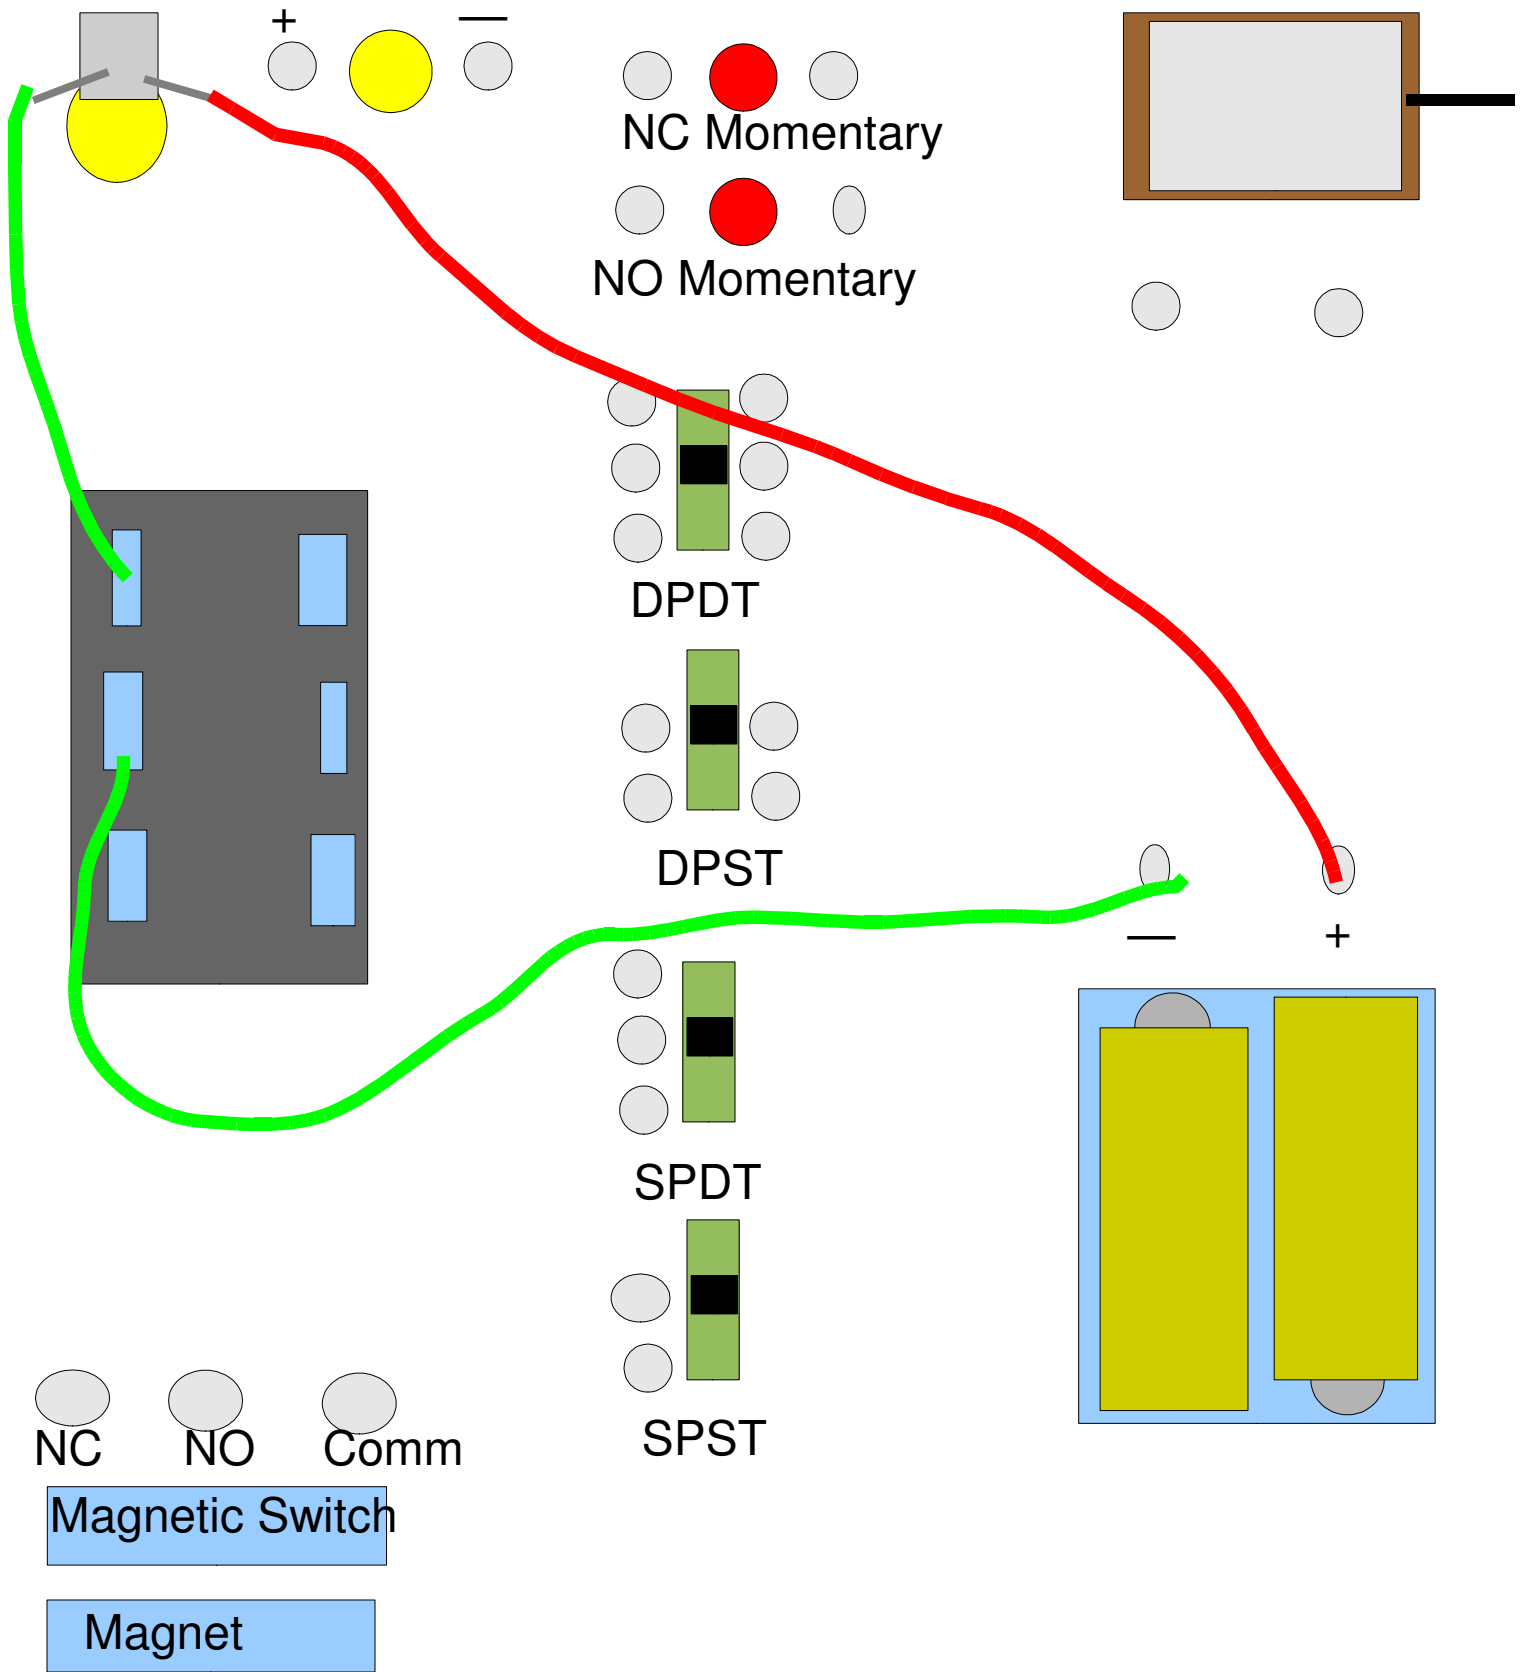 + —
NC Momentary
NO Momentary
DPDT
DPST
— +
SPDT
SPST
NC NO Comm
Magnetic Switch
Magnet